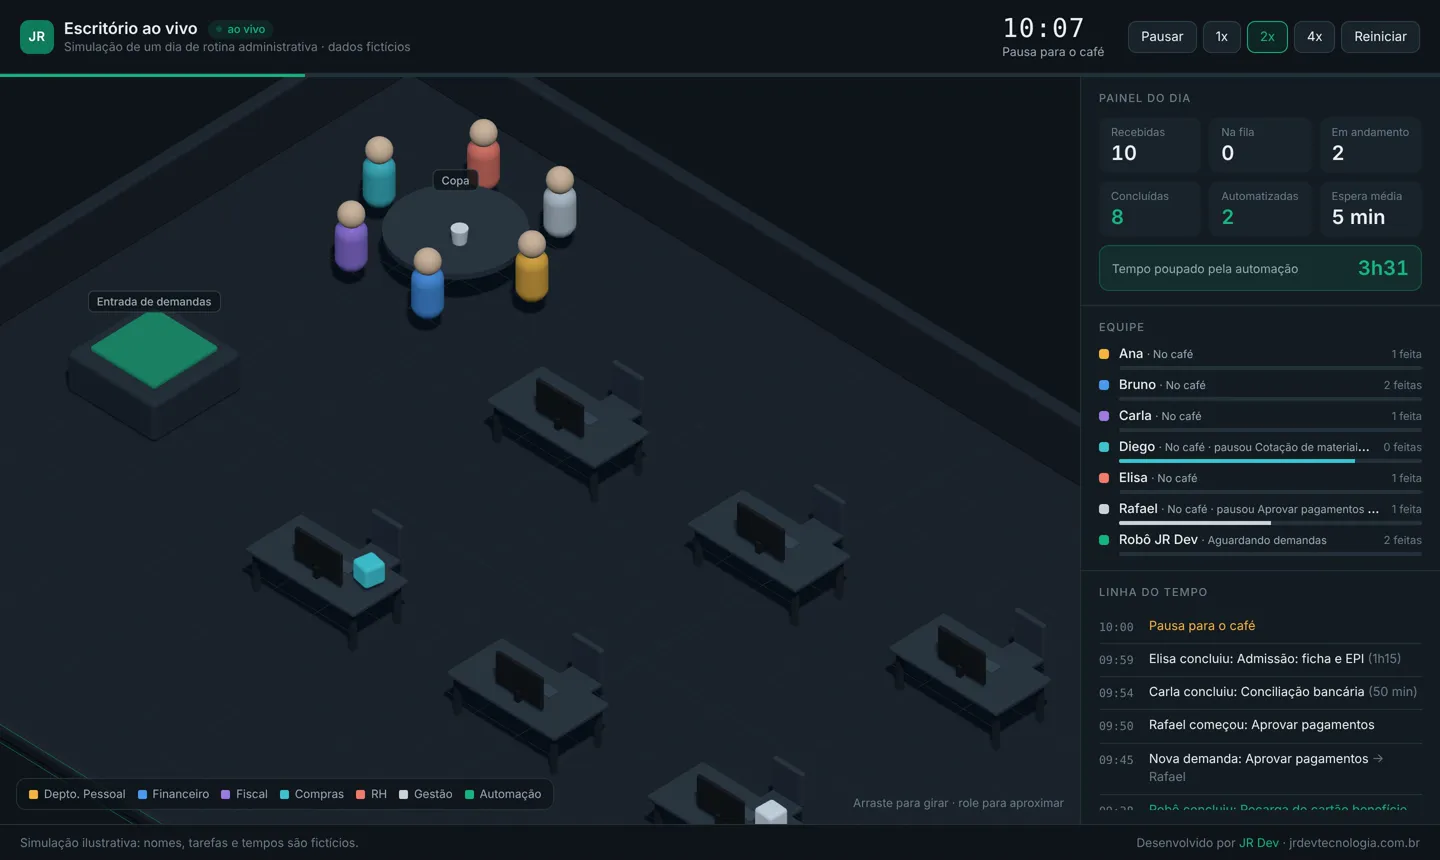 JR
Escritório ao vivo
ao vivo
Simulação de um dia de rotina administrativa · dados fictícios
10:07
Pausa para o café
Pausar
1x
2x
4x
Reiniciar
Copa
Entrada de demandas
Depto. Pessoal
Financeiro
Fiscal
Compras
RH
Gestão
Automação
Arraste para girar · role para aproximar
PAINEL DO DIA
Recebidas
10
Na fila
0
Em andamento
2
Concluídas
8
Automatizadas
2
Espera média
5 min
Tempo poupado pela automação
3h31
EQUIPE
Ana · No café
1 feita
Bruno · No café
2 feitas
Carla · No café
1 feita
Diego · No café · pausou Cotação de materiai...
0 feitas
Elisa · No café
1 feita
Rafael · No café · pausou Aprovar pagamentos ...
1 feita
Robô JR Dev · Aguardando demandas
2 feitas
LINHA DO TEMPO
10:00 Pausa para o café
09:59 Elisa concluiu: Admissão: ficha e EPI (1h15)
09:54 Carla concluiu: Conciliação bancária (50 min)
09:50 Rafael começou: Aprovar pagamentos
09:45 Nova demanda: Aprovar pagamentos →
Rafael
Robô concluiu: Recarga de cartão benefício
Simulação ilustrativa: nomes, tarefas e tempos são fictícios.
Desenvolvido por JR Dev · jrdevtecnologia.com.br